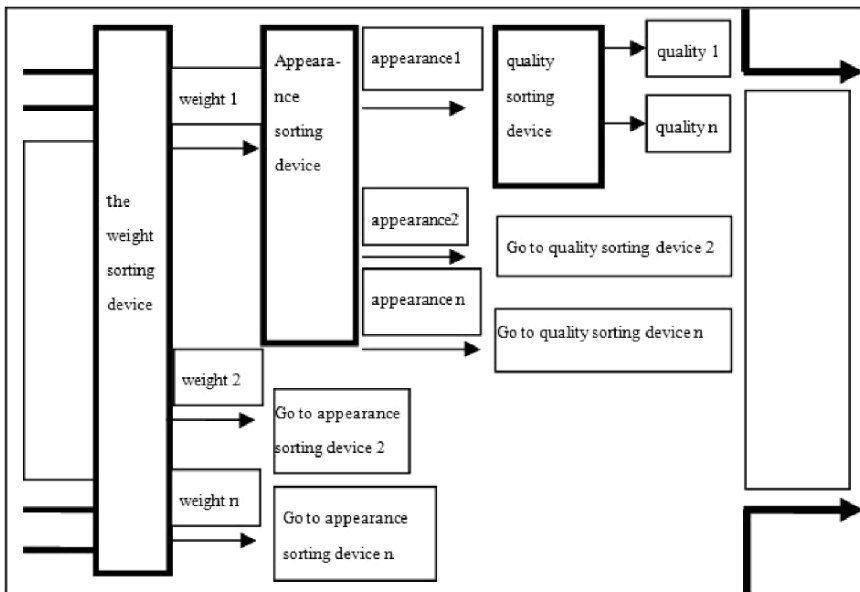 the
weight
sorting
device
weight 1
Appeara-
nce
sorting
device
appearance1
quality
sorting
device
quality 1
quality n
appearance2
Go to quality sorting device 2
appearance n
Go to quality sorting device n
weight 2
Go to appearance
sorting device 2
weight n
Go to appearance
sorting device n